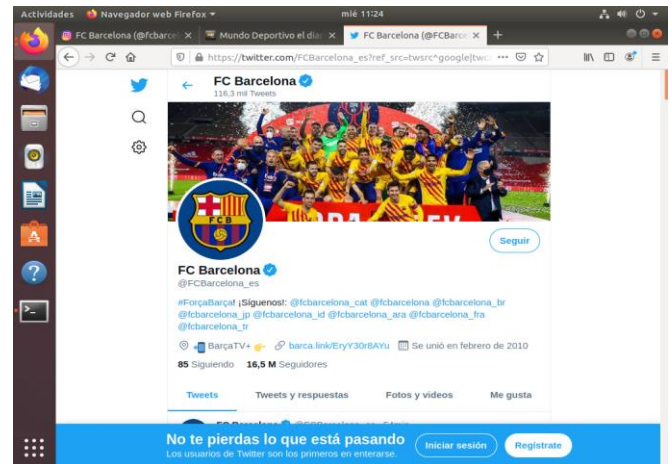 Actividades Navegador web Firefox mié 11:24
FC Barcelona (@fcbarcel Mundo Deportivo el dia FC Barcelona (@FCBarce
https://twitter.com/FCBarcelona_es?ref_src=twsrc^google|twc
FC Barcelona
116,3 mil Tweets
COPA REY
FCB
Seguir
FC Barcelona
@FCBarcelona_es
#ForçaBarça! ¡Síguenos!: @fcbarcelona_cat @fcbarcelona @fcbarcelona_br
@fcbarcelona_jp @fcbarcelona_id @fcbarcelona_ara @fcbarcelona_fra
@fcbarcelona_tr
BarçaTV+ barca.link/EryY30r8AYu Se unió en febrero de 2010
85 Siguiendo 16,5 M Seguidores
Tweets Tweets y respuestas Fotos y videos Me gusta
No te pierdas lo que está pasando
Los usuarios de Twitter son los primeros en enterarse.
Iniciar sesión Regístrate